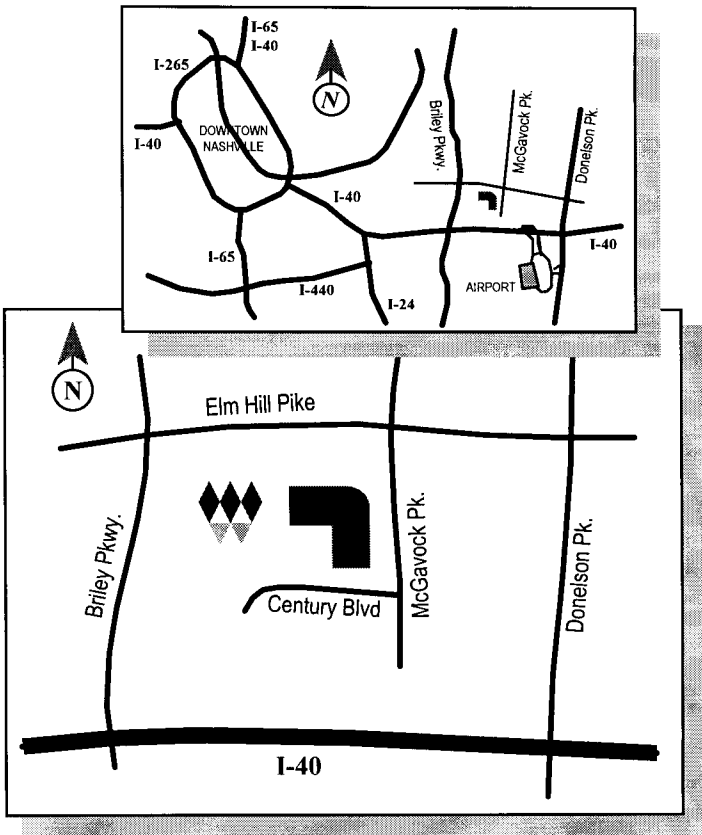 I-65
I-40
I-265
N
Briley Pkwy.
McGavock Pk.
Donelson Pk.
I-40
DOWNTOWN
NASHVILLE
I-40
I-65
I-40
AIRPORT
I-440
I-24
N
Elm Hill Pike
Briley Pkwy.
McGavock Pk.
Donelson Pk.
Century Blvd
I-40